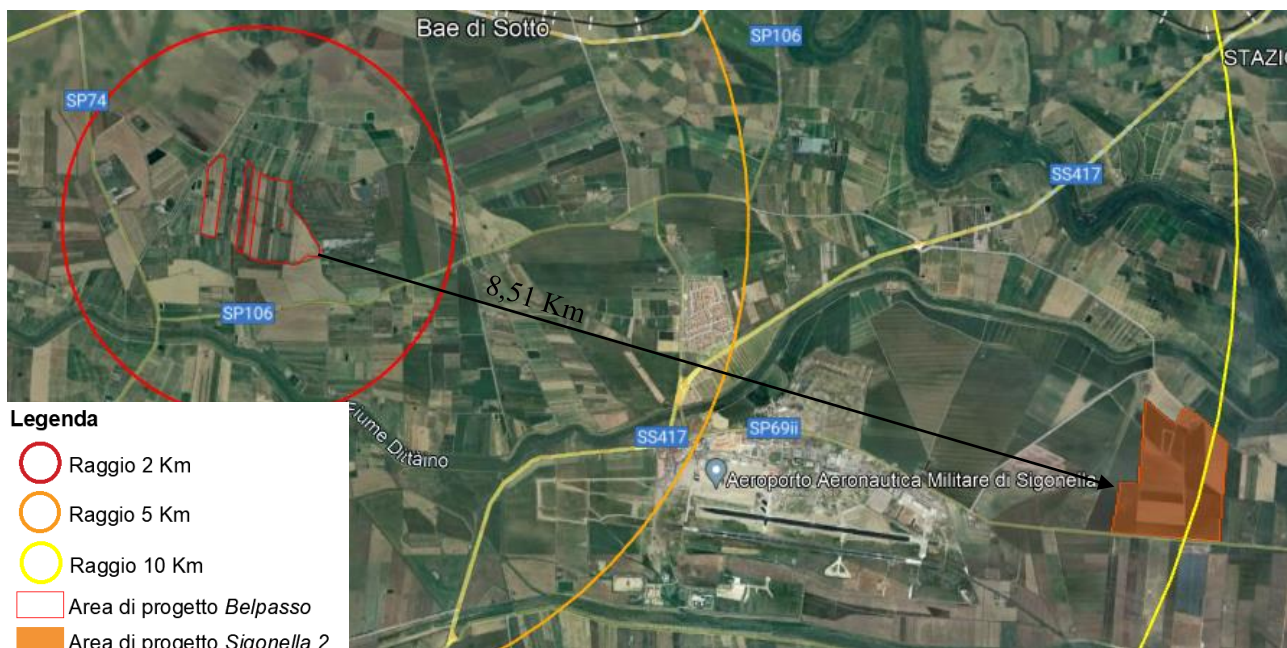 Bae di Sotto
SP106
STAZIO
SP74
SS417
8,51 Km
SP106
Fiume Dittaino
SS417
SP69ii
Aeroporto Aeronautica Militare di Sigonella
Legenda
Raggio 2 Km
Raggio 5 Km
Raggio 10 Km
Area di progetto Belpasso
Area di progetto Sigonella 2